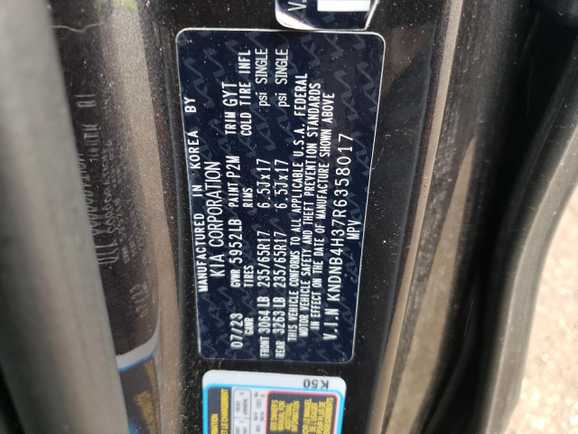 MANUFACTURED IN KOREA BY
KIA CORPORATION
07/23 GVWR 5952LB PAINT P2M TRIM GYT
GAWR TIRES RIMS COLD TIRE INFL
FRONT 3064LB 235/65R17 6.5Jx17 psi SINGLE
REAR 3263LB 235/65R17 6.5Jx17 psi SINGLE
THIS VEHICLE CONFORMS TO ALL APPLICABLE U.S.A. FEDERAL
MOTOR VEHICLE SAFETY AND THEFT PREVENTION STANDARDS
IN EFFECT ON THE DATE OF MANUFACTURE SHOWN ABOVE
V.I.N KNDNB4H37R6358017
MPV
K50